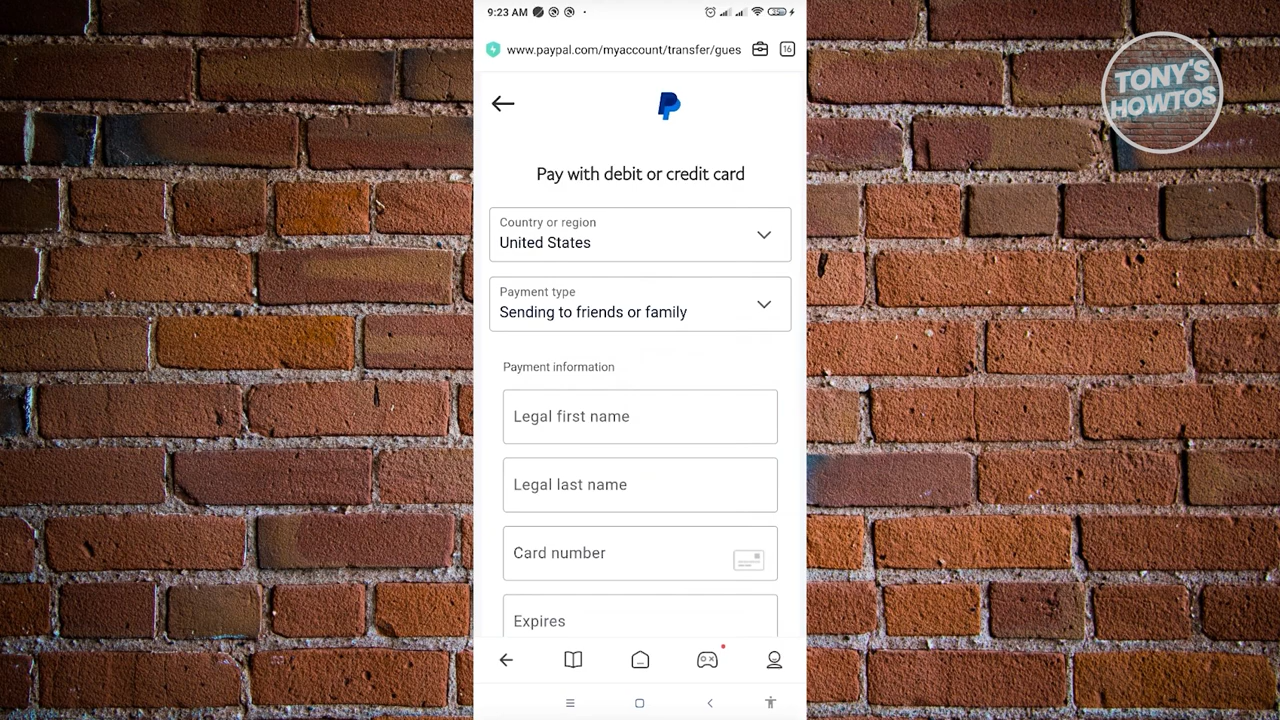 9:23 AM
www.paypal.com/myaccount/transfer/gues
16
TONY'S
HOWTOS
Pay with debit or credit card
Country or region
United States
Payment type
Sending to friends or family
Payment information
Legal first name
Legal last name
Card number
Expires